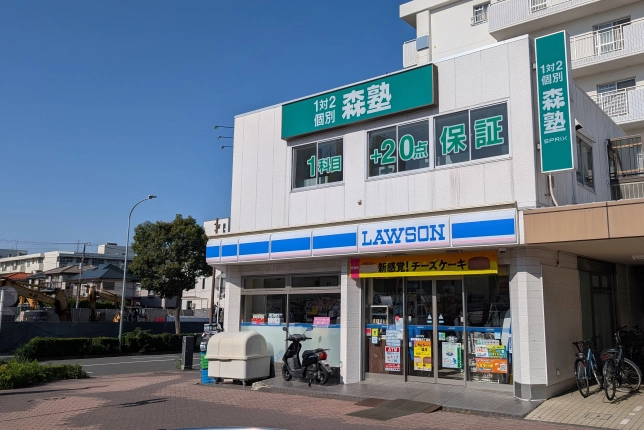 1対2
個別 森塾
1対2
個別
森塾
SPRIX
1科目
+20点
保証
LAWSON
新感覚!チーズケーキ
ATM